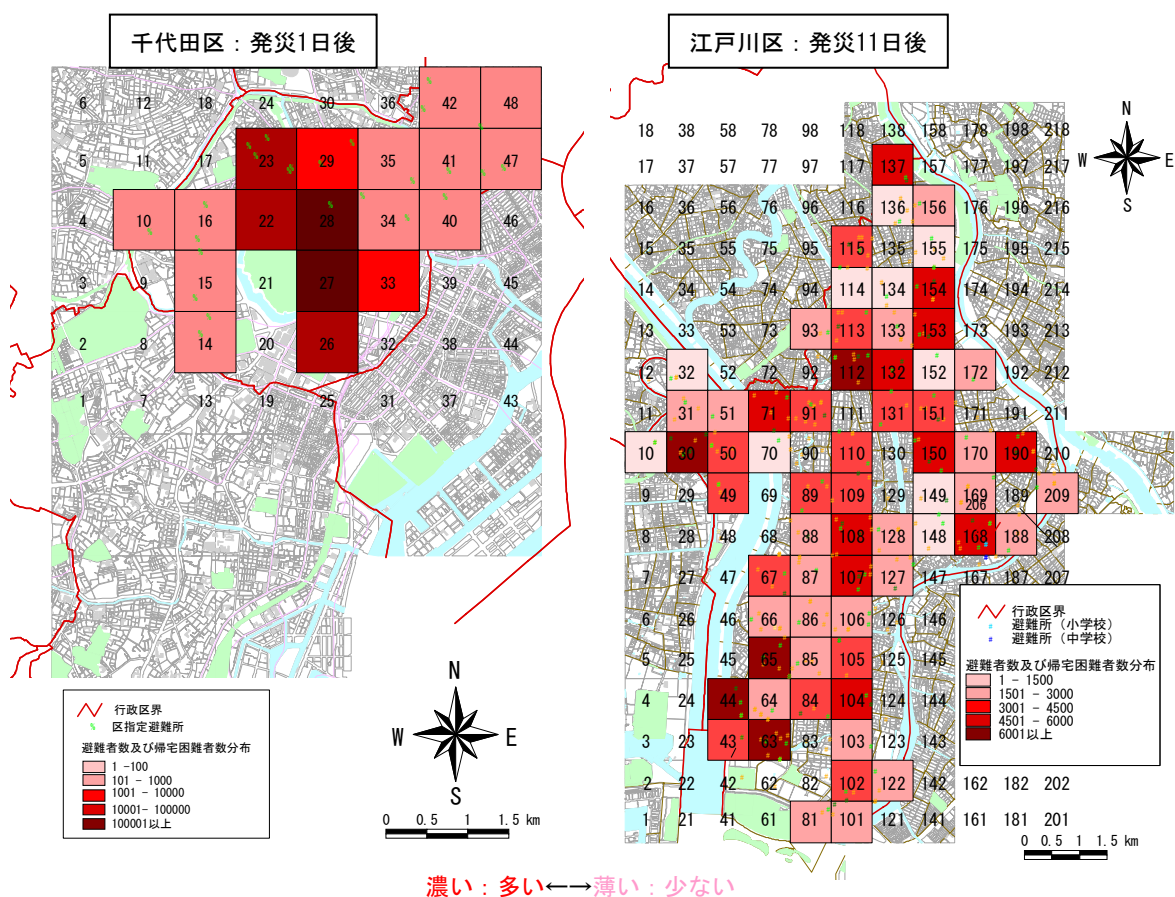 千代田区：発災1日後
6 12 18 24 30 36 42 48
5 11 17 23 29 35 41 47
4 10 16 22 28 34 40 46
3 9 15 21 27 33 39 45
2 8 14 20 26 32 38 44
1 7 13 19 25 31 37 43
行政区界
区指定避難所
避難者数及び帰宅困難者数分布
1 -100
101 - 1000
1001 - 10000
10001- 100000
100001以上
N
W E
S
0 0.5 1 1.5 km
江戸川区：発災11日後
N
W E
S
18 38 58 78 98 118 138 158 178 198 218
17 37 57 77 97 117 137 157 177 197 217
16 36 56 76 96 116 136 156 176 196 216
15 35 55 75 95 115 135 155 175 195 215
14 34 54 74 94 114 134 154 174 194 214
13 33 53 73 93 113 133 153 173 193 213
12 32 52 72 92 112 132 152 172 192 212
11 31 51 71 91 111 131 151 171 191 211
10 30 50 70 90 110 130 150 170 190 210
9 29 49 69 89 109 129 149 169 189 209
206
8 28 48 68 88 108 128 148 168 188 208
7 27 47 67 87 107 127 147 167 187 207
6 26 46 66 86 106 126 146
5 25 45 65 85 105 125 145
4 24 44 64 84 104 124 144
3 23 43 63 83 103 123 143
2 22 42 62 82 102 122 142 162 182 202
1 21 41 61 81 101 121 141 161 181 201
行政区界
避難所（小学校）
避難所（中学校）
避難者数及び帰宅困難者数分布
1 - 1500
1501 - 3000
3001 - 4500
4501 - 6000
6001以上
0 0.5 1 1.5 km
濃い：多い←→薄い：少ない